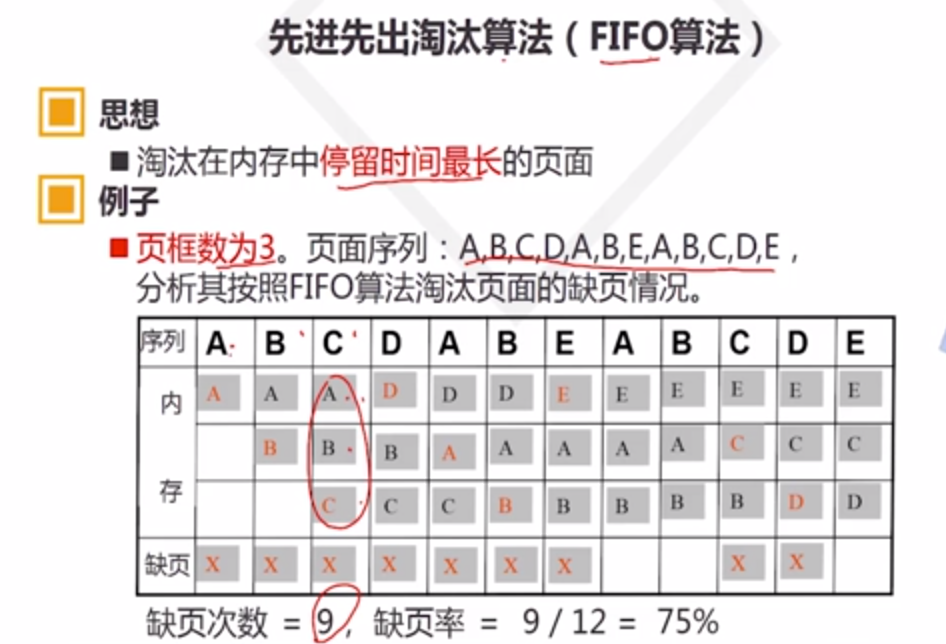 先进先出淘汰算法（FIFO算法）
思想
淘汰在内存中停留时间最长的页面
例子
页框数为3。页面序列：A,B,C,D,A,B,E,A,B,C,D,E，
分析其按照FIFO算法淘汰页面的缺页情况。
序列 A B C D A B E A B C D E
内 A A A D D D E E E E E E
B B B A A A A A C C C
存 C C C B B B B B D D
缺页 X X X X X X X X X
缺页次数 = 9，缺页率 = 9 / 12 = 75%